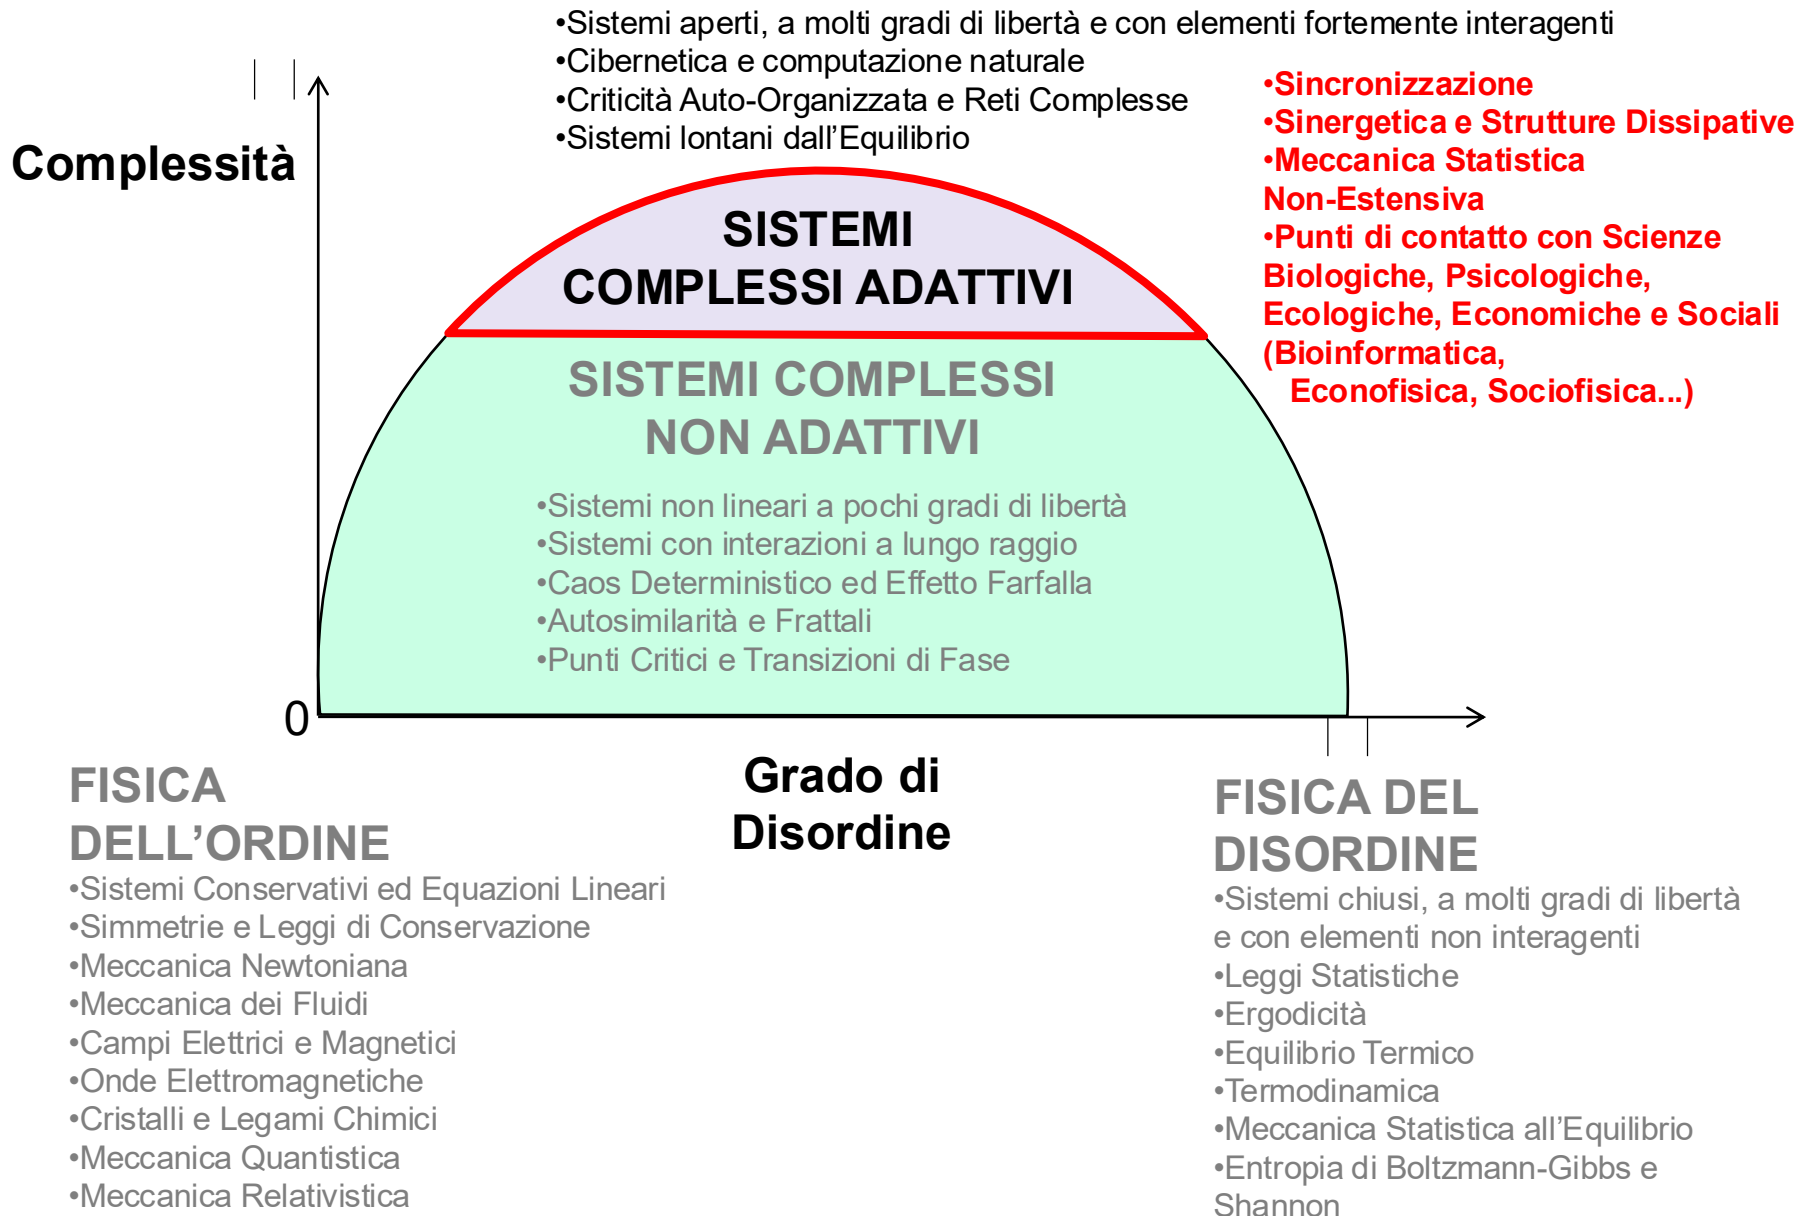 •Sistemi aperti, a molti gradi di libertà e con elementi fortemente interagenti
•Cibernetica e computazione naturale
•Criticità Auto-Organizzata e Reti Complesse
•Sistemi lontani dall’Equilibrio
•Sincronizzazione
•Sinergetica e Strutture Dissipative
•Meccanica Statistica
Non-Estensiva
•Punti di contatto con Scienze
Biologiche, Psicologiche,
Ecologiche, Economiche e Sociali
(Bioinformatica,
Econofisica, Sociofisica...)
Complessità
SISTEMI
COMPLESSI ADATTIVI
SISTEMI COMPLESSI
NON ADATTIVI
•Sistemi non lineari a pochi gradi di libertà
•Sistemi con interazioni a lungo raggio
•Caos Deterministico ed Effetto Farfalla
•Autosimilarità e Frattali
•Punti Critici e Transizioni di Fase
0
Grado di
Disordine
FISICA
DELL’ORDINE
•Sistemi Conservativi ed Equazioni Lineari
•Simmetrie e Leggi di Conservazione
•Meccanica Newtoniana
•Meccanica dei Fluidi
•Campi Elettrici e Magnetici
•Onde Elettromagnetiche
•Cristalli e Legami Chimici
•Meccanica Quantistica
•Meccanica Relativistica
FISICA DEL
DISORDINE
•Sistemi chiusi, a molti gradi di libertà
e con elementi non interagenti
•Leggi Statistiche
•Ergodicità
•Equilibrio Termico
•Termodinamica
•Meccanica Statistica all’Equilibrio
•Entropia di Boltzmann-Gibbs e
Shannon